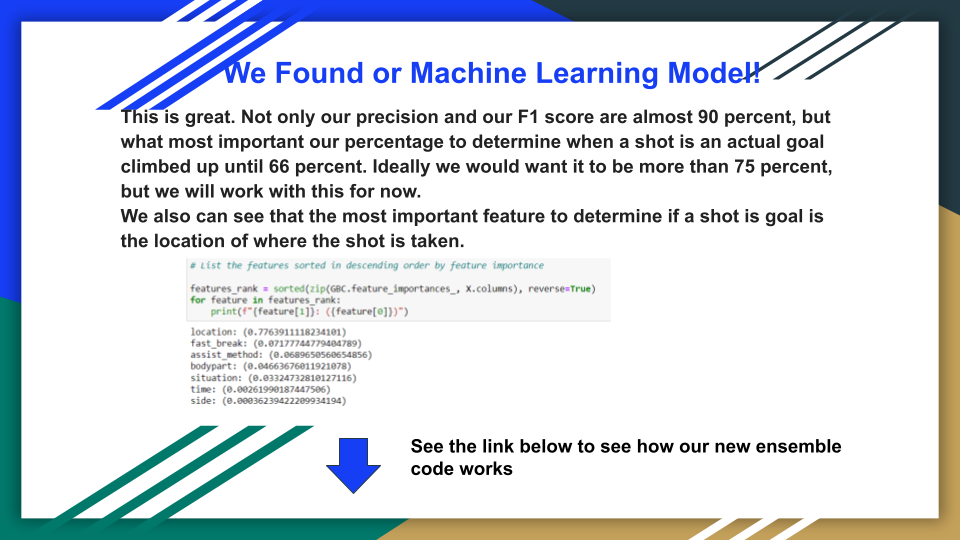 We Found or Machine Learning Model!
This is great. Not only our precision and our F1 score are almost 90 percent, but
what most important our percentage to determine when a shot is an actual goal
climbed up until 66 percent. Ideally we would want it to be more than 75 percent,
but we will work with this for now.
We also can see that the most important feature to determine if a shot is goal is
the location of where the shot is taken.
# List the features sorted in descending order by feature importance
features_rank = sorted(zip(GBC.feature_importances_, X.columns), reverse=True)
for feature in features_rank:
print(f"{feature[1]}: ({feature[0]})")
location: (0.7763911118234101)
fast_break: (0.07177744779404789)
assist_method: (0.0689650560654856)
bodypart: (0.04663676011921078)
situation: (0.03324732810127116)
time: (0.00261990187447506)
side: (0.00036239422209934194)
See the link below to see how our new ensemble
code works